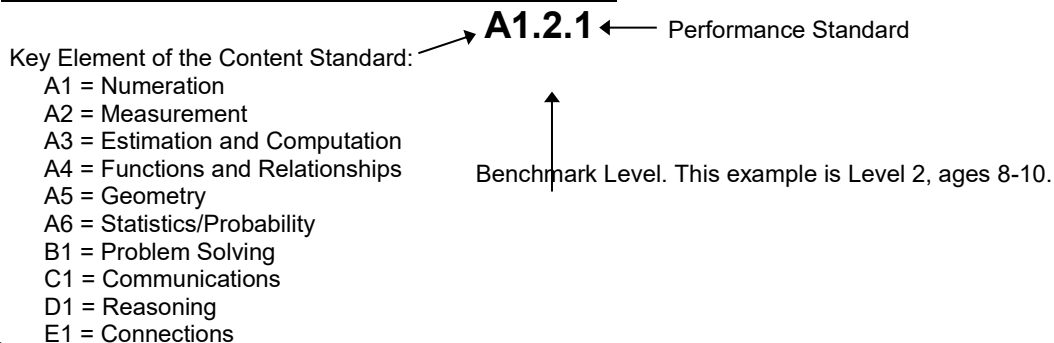 A1.2.1
Performance Standard
Key Element of the Content Standard:
A1 = Numeration
A2 = Measurement
A3 = Estimation and Computation
A4 = Functions and Relationships
A5 = Geometry
A6 = Statistics/Probability
B1 = Problem Solving
C1 = Communications
D1 = Reasoning
E1 = Connections
Benchmark Level. This example is Level 2, ages 8-10.